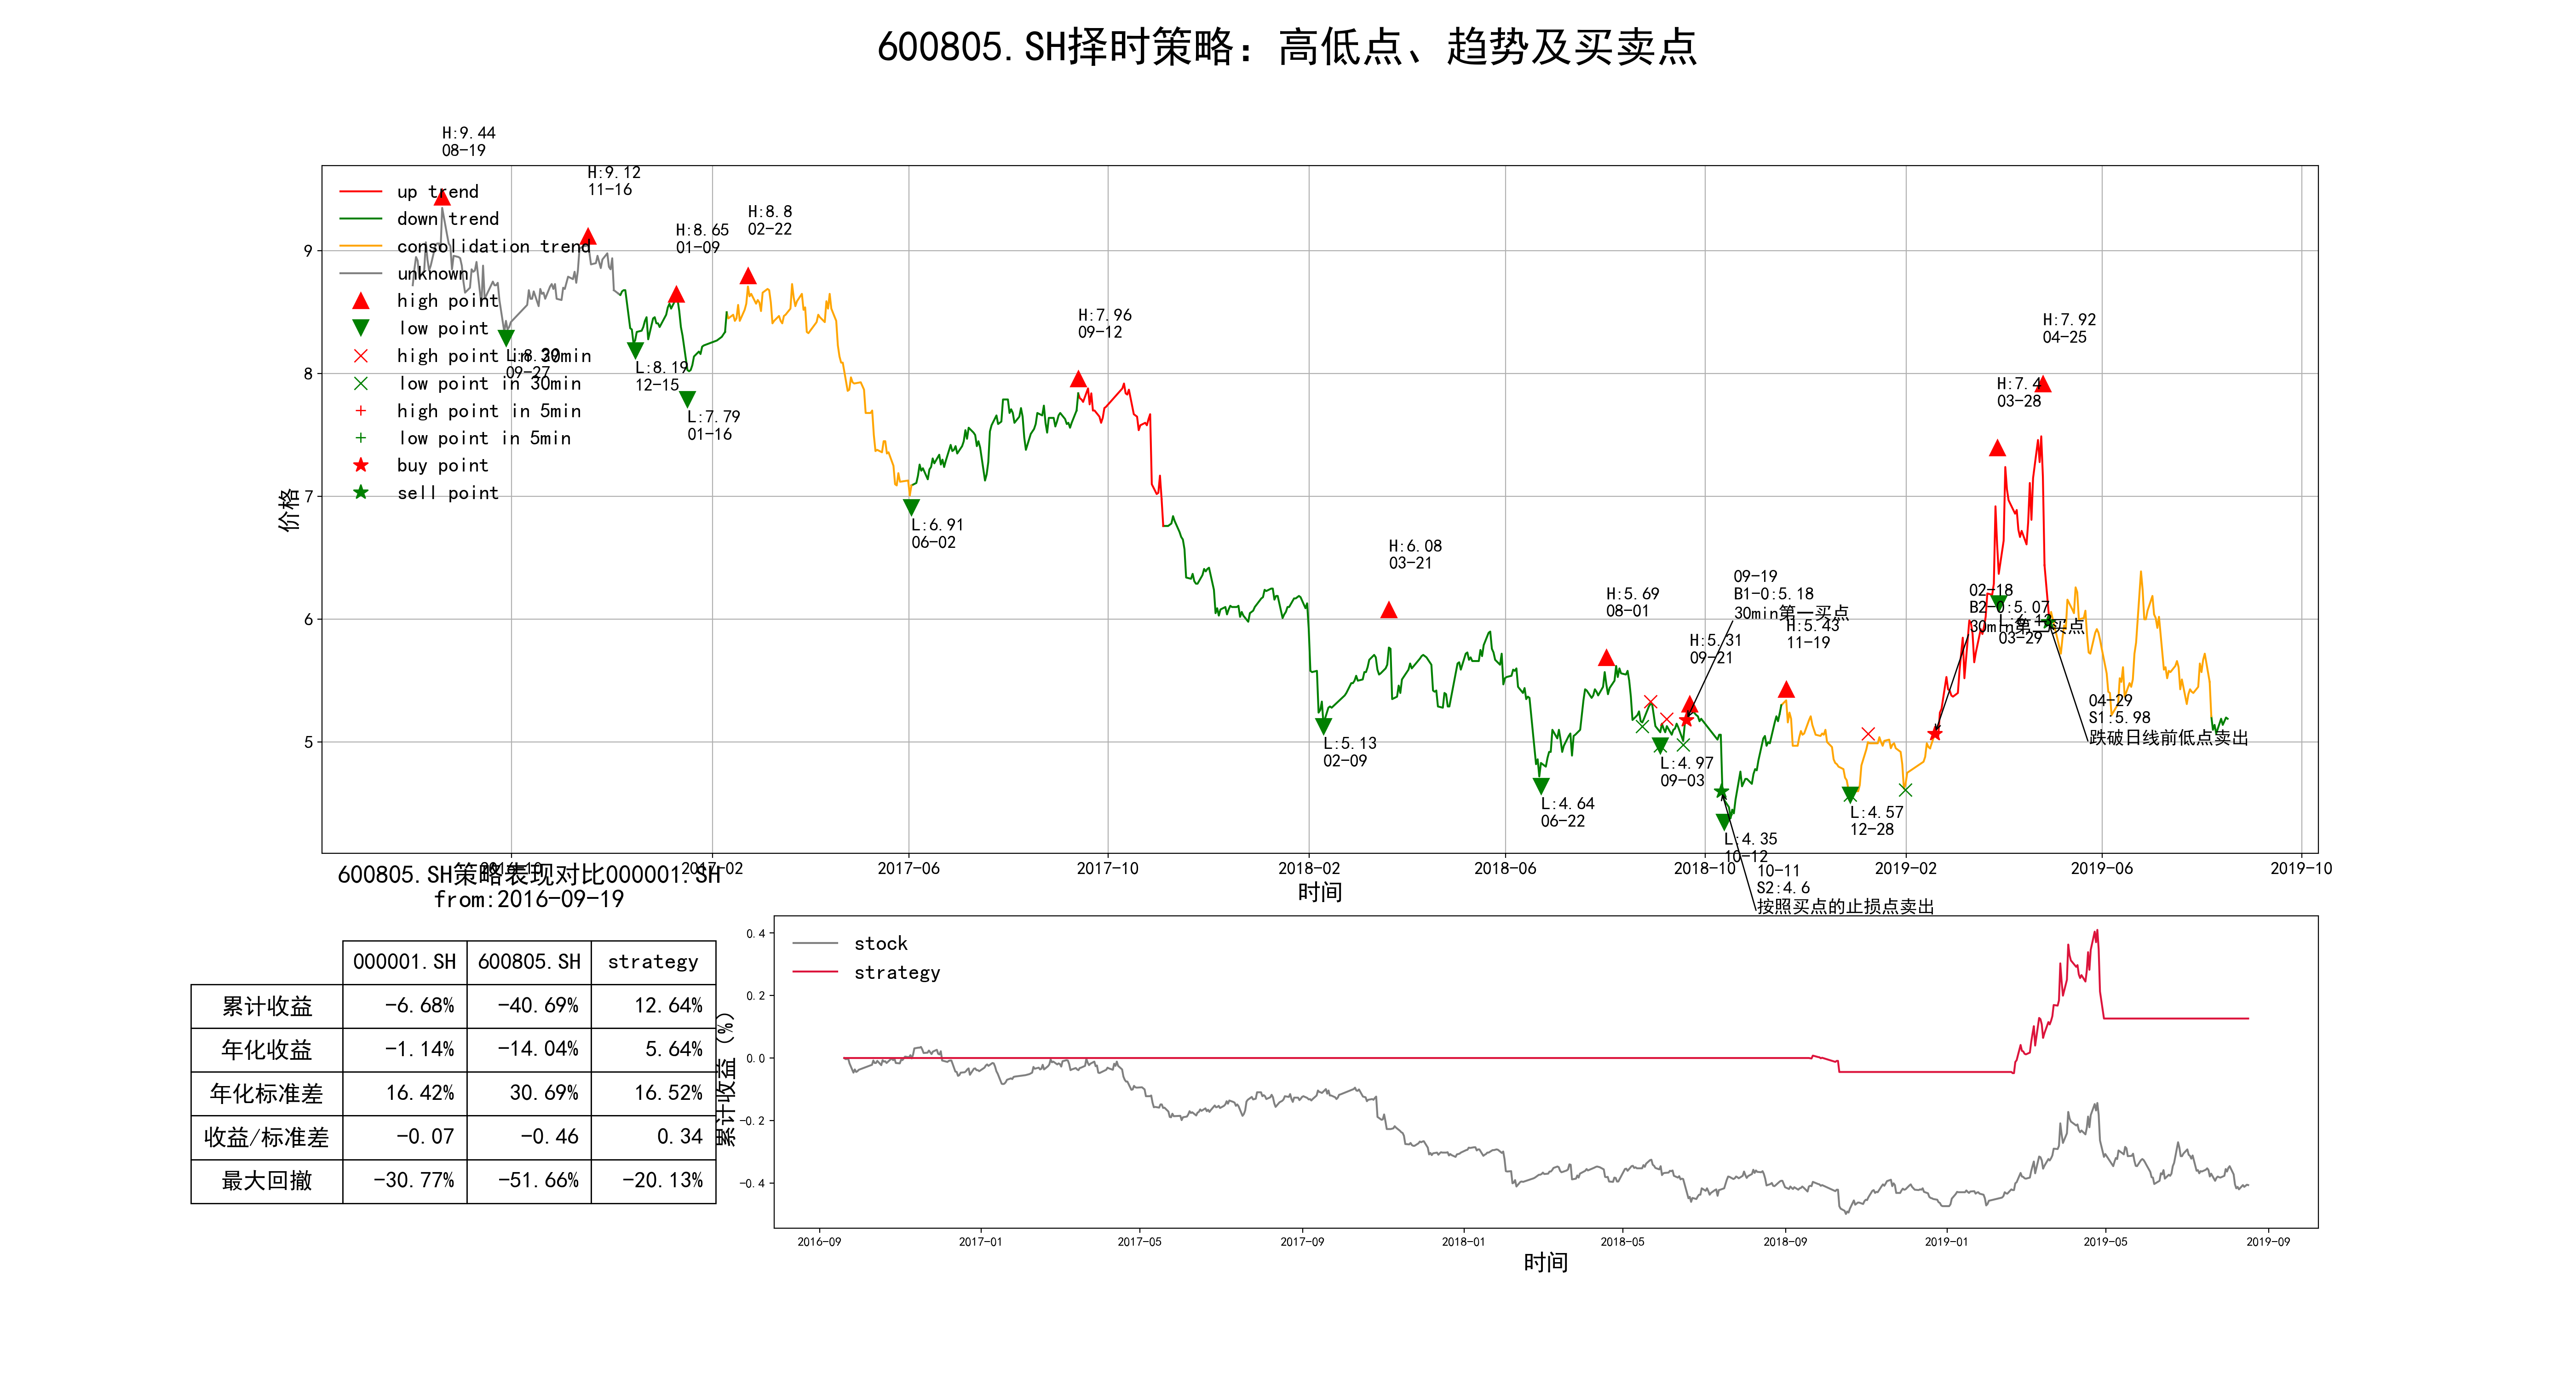 600805.SH择时策略：高低点、趋势及买卖点
H:9.44
08-19
H:9.12
11-16
H:8.65
01-09
H:8.8
02-22
H:7.96
09-12
H:6.08
03-21
H:5.69
08-01
H:5.31
09-21
H:5.43
11-19
H:7.4
03-28
H:7.92
04-25
09-27
L:8.19
12-15
L:7.79
01-16
L:6.91
06-02
L:5.13
02-09
L:4.64
06-22
L:4.97
09-03
L:4.35
10-12
L:4.57
12-28
03-29
09-19
B1-0:5.18
30min第一买点
02-18
B2-0:5.07
04-29
S1:5.98
跌破日线前低点卖出
10-11
S2:4.6
按照买点的止损点卖出
up trend
down trend
consolidation trend
unknown
high point
low point
high point in 30min
low point in 30min
high point in 5min
low point in 5min
buy point
sell point
价格
9
8
7
6
5
2016-10
2017-02
2017-06
2017-10
2018-02
2018-06
2018-10
2019-02
2019-06
2019-10
时间
600805.SH策略表现对比000001.SH
from:2016-09-19
000001.SH 600805.SH strategy
累计收益 -6.68% -40.69% 12.64%
年化收益 -1.14% -14.04% 5.64%
年化标准差 16.42% 30.69% 16.52%
收益/标准差 -0.07 -0.46 0.34
最大回撤 -30.77% -51.66% -20.13%
stock
strategy
累计收益（%）
0.4
0.2
0.0
-0.2
-0.4
2016-09
2017-01
2017-05
2017-09
2018-01
2018-05
2018-09
2019-01
2019-05
2019-09
时间